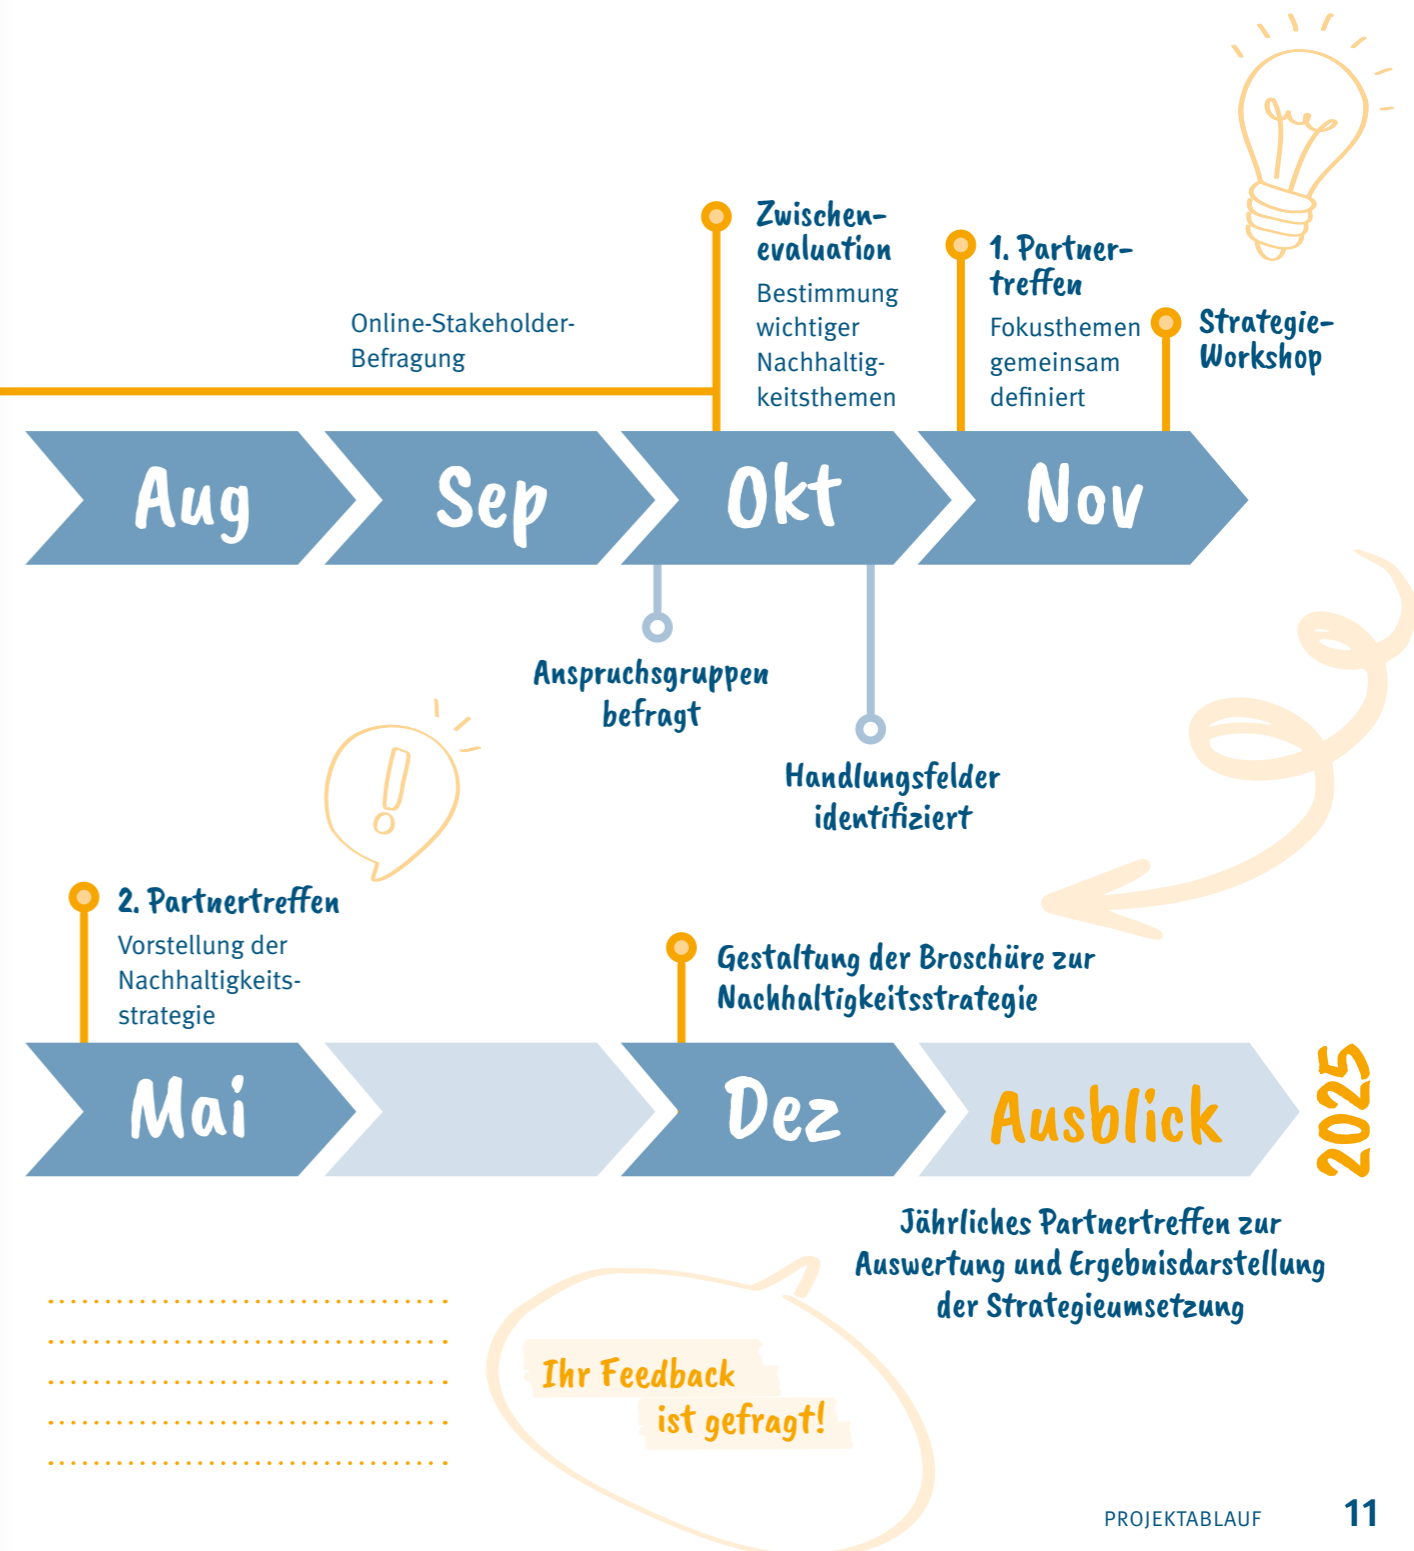 Zwischen-
evaluation
Bestimmung
wichtiger
Nachhaltig-
keitsthemen
1. Partner-
treffen
Fokusthemen
gemeinsam
definiert
Strategie-
Workshop
Online-Stakeholder-
Befragung
Aug
Sep
Okt
Nov
Anspruchsgruppen
befragt
Handlungsfelder
identifiziert
2. Partnertreffen
Vorstellung der
Nachhaltigkeits-
strategie
Gestaltung der Broschüre zur
Nachhaltigkeitsstrategie
Mai
Dez
Ausblick
2025
Jährliches Partnertreffen zur
Auswertung und Ergebnisdarstellung
der Strategieumsetzung
Ihr Feedback
ist gefragt!
PROJEKTABLAUF 11